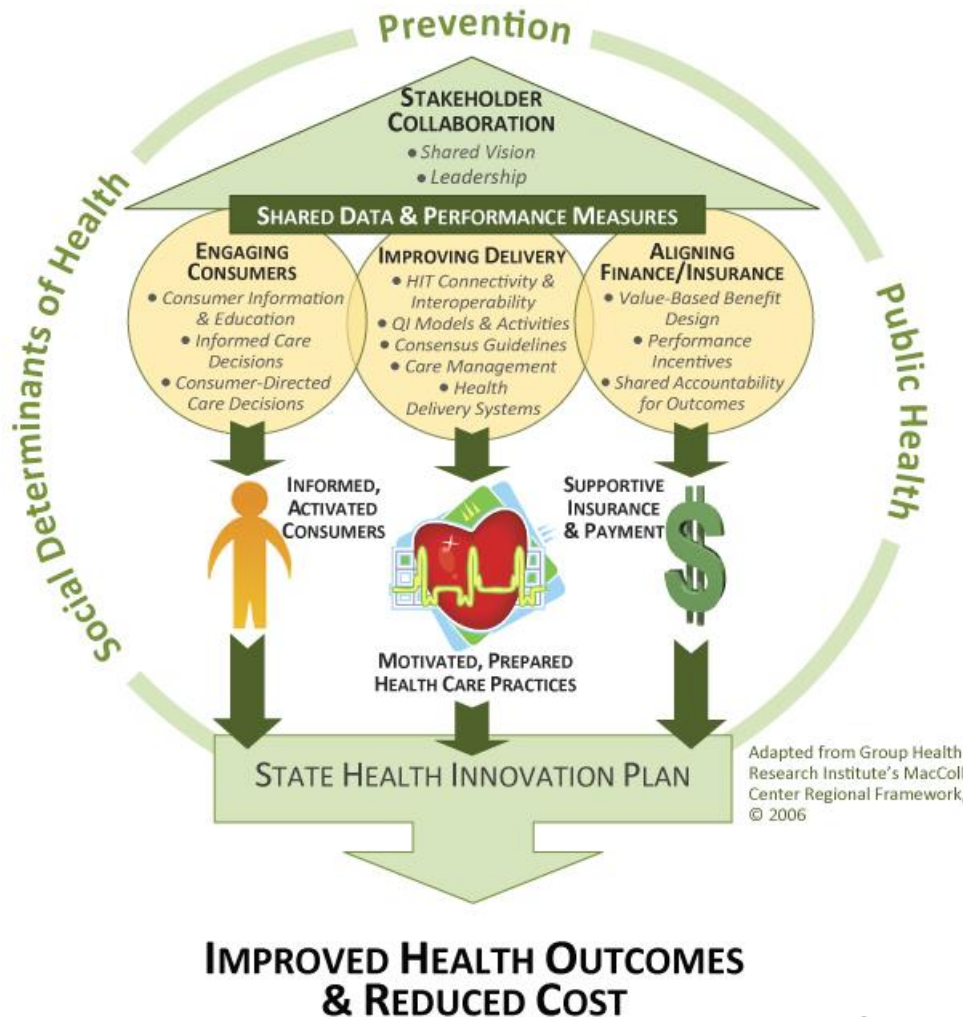 Prevention
Social Determinants of Health
Public Health
STAKEHOLDER
COLLABORATION
• Shared Vision
• Leadership
SHARED DATA & PERFORMANCE MEASURES
ENGAGING
CONSUMERS
• Consumer Information
& Education
• Informed Care
Decisions
• Consumer-Directed
Care Decisions
IMPROVING DELIVERY
• HIT Connectivity &
Interoperability
• QI Models & Activities
• Consensus Guidelines
• Care Management
• Health
Delivery Systems
ALIGNING
FINANCE/INSURANCE
• Value-Based Benefit
Design
• Performance
Incentives
• Shared Accountability
for Outcomes
INFORMED,
ACTIVATED
CONSUMERS
SUPPORTIVE
INSURANCE
& PAYMENT
$
MOTIVATED, PREPARED
HEALTH CARE PRACTICES
STATE HEALTH INNOVATION PLAN
Adapted from Group Health
Research Institute's MacColl
Center Regional Framework,
© 2006
IMPROVED HEALTH OUTCOMES
& REDUCED COST